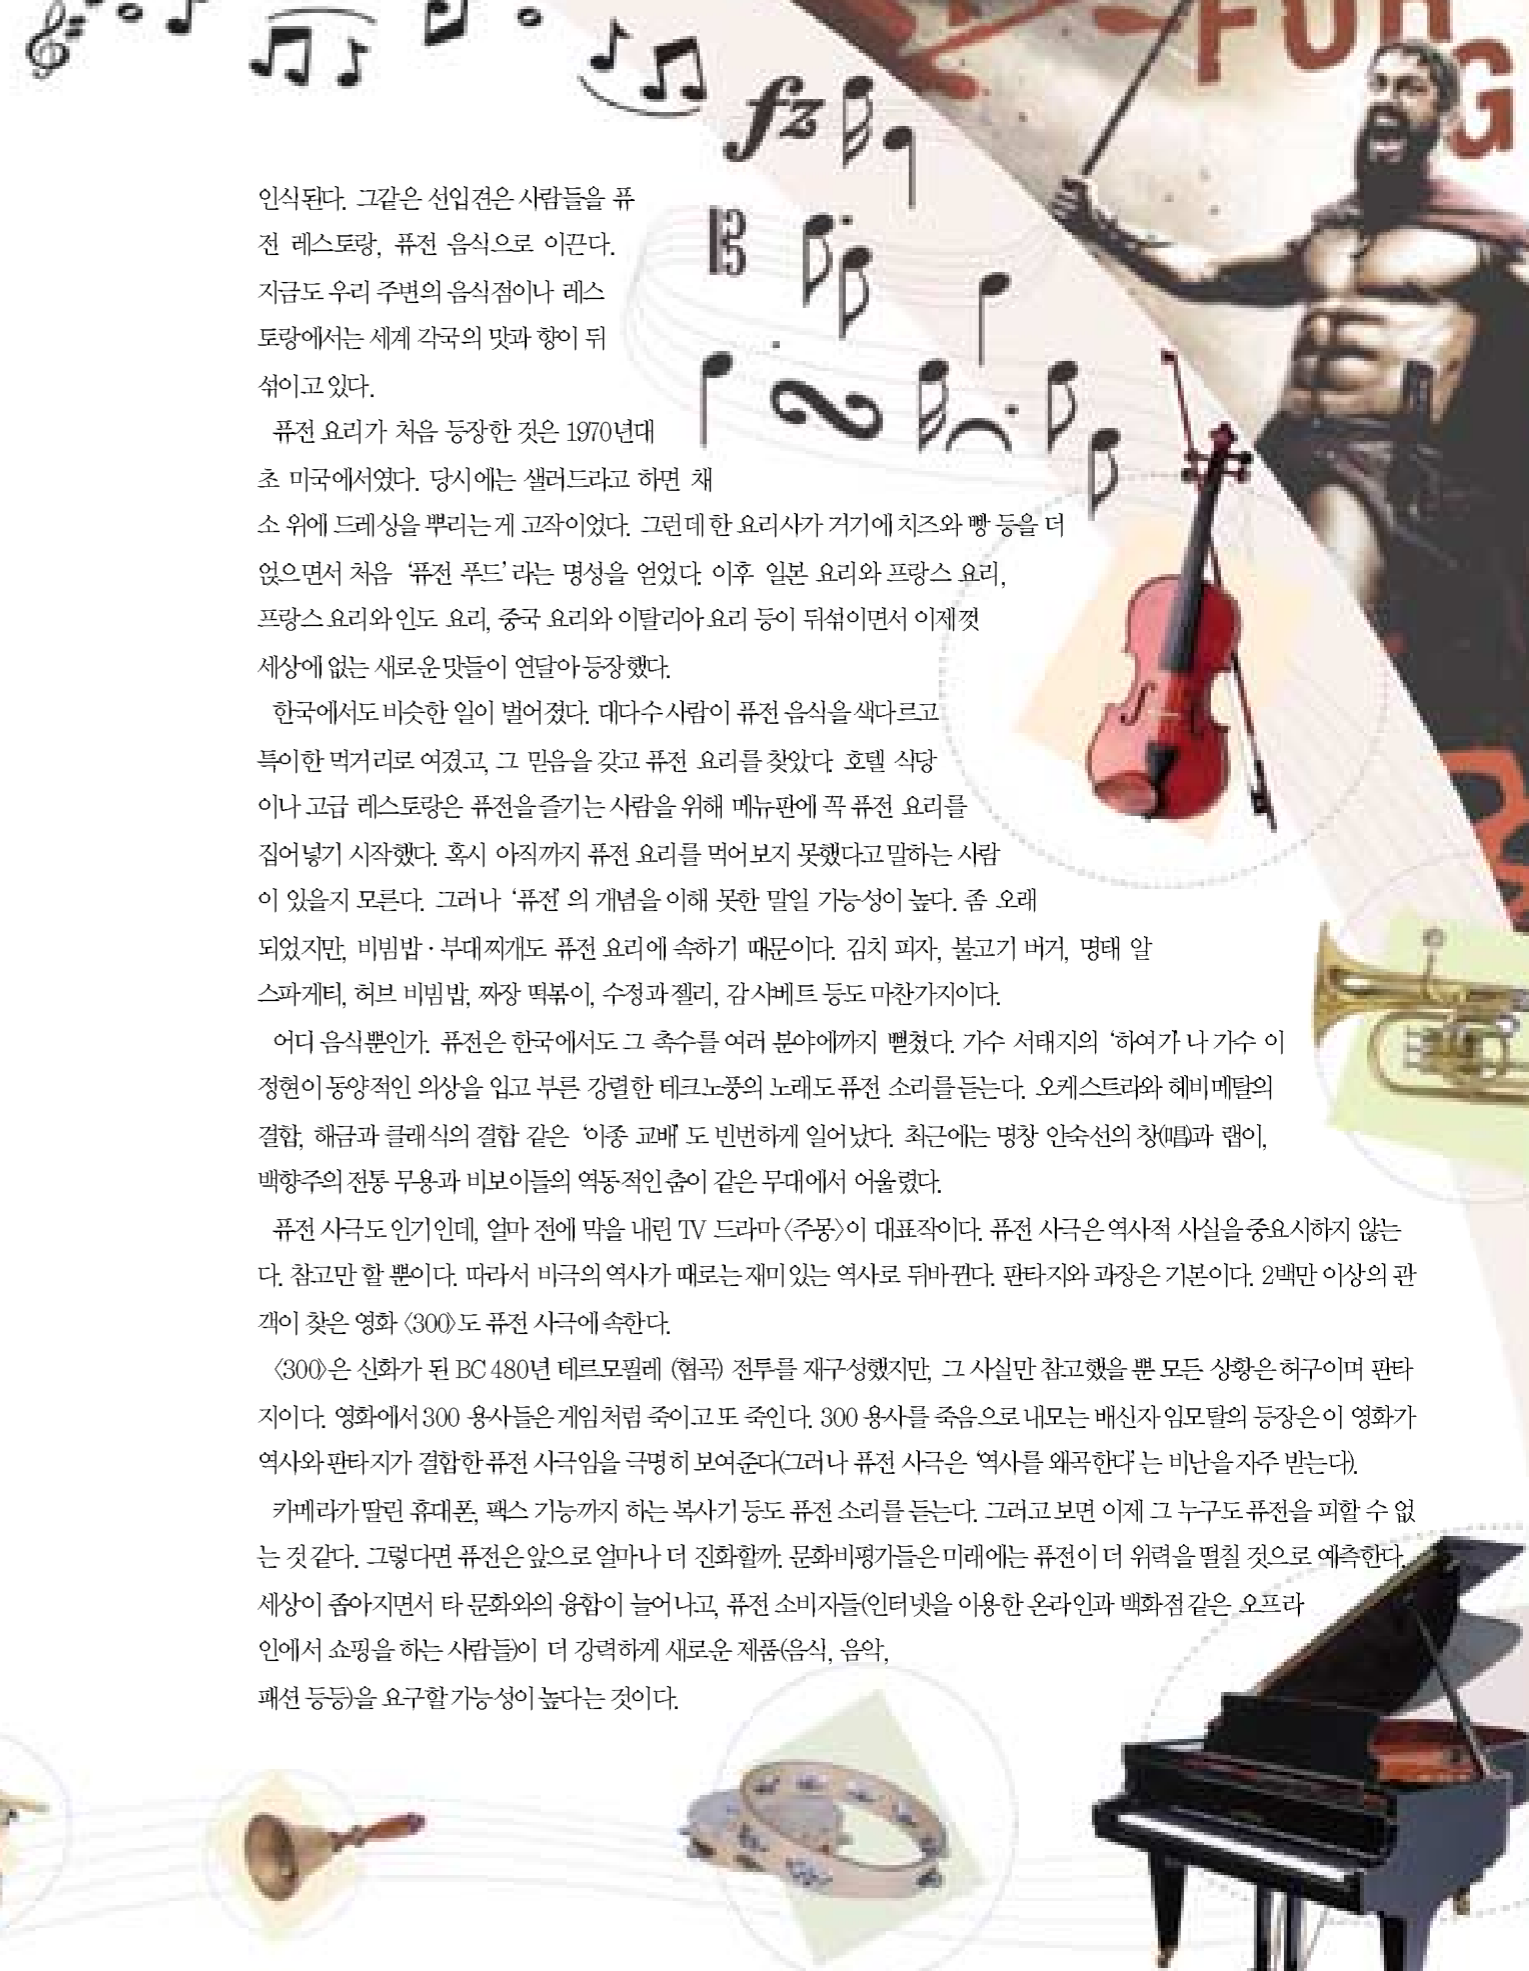 인식된다. 그같은 선입견은 사람들을 퓨
전 레스토랑, 퓨전 음식으로 이끈다.
지금도 우리 주변의 음식점이나 레스
토랑에서는 세계 각국의 맛과 향이 뒤
섞이고 있다.
퓨전 요리가 처음 등장한 것은 1970년대
초 미국에서였다. 당시에는 샐러드라고 하면 채
소 위에 드레싱을 뿌리는 게 고작이었다. 그런데 한 요리사가 거기에 치즈와 빵 등을 더
얹으면서 처음 ‘퓨전 푸드’라는 명성을 얻었다. 이후 일본 요리와 프랑스 요리,
프랑스 요리와 인도 요리, 중국 요리와 이탈리아 요리 등이 뒤섞이면서 이제껏
세상에 없는 새로운 맛들이 연달아 등장했다.
한국에서도 비슷한 일이 벌어졌다. 대다수 사람이 퓨전 음식을 색다르고
특이한 먹거리로 여겼고, 그 믿음을 갖고 퓨전 요리를 찾았다. 호텔 식당
이나 고급 레스토랑은 퓨전을 즐기는 사람을 위해 메뉴판에 꼭 퓨전 요리를
집어넣기 시작했다. 혹시 아직까지 퓨전 요리를 먹어보지 못했다고 말하는 사람
이 있을지 모른다. 그러나 ‘퓨전’의 개념을 이해 못한 말일 가능성이 높다. 좀 오래
되었지만, 비빔밥·부대찌개도 퓨전 요리에 속하기 때문이다. 김치 피자, 불고기 버거, 명태 알
스파게티, 허브 비빔밥, 짜장 떡볶이, 수정과 젤리, 감 샤베트 등도 마찬가지이다.
어디 음식뿐인가. 퓨전은 한국에서도 그 촉수를 여러 분야에까지 뻗쳤다. 가수 서태지의 ‘하여가’나 가수 이
정현이 동양적인 의상을 입고 부른 강렬한 테크노풍의 노래도 퓨전 소리를 듣는다. 오케스트라와 헤비메탈의
결합, 해금과 클래식의 결합 같은 ‘이종 교배’도 빈번하게 일어났다. 최근에는 명창 안숙선의 창(唱)과 랩이,
백향주의 전통 무용과 비보이들의 역동적인 춤이 같은 무대에서 어울렸다.
퓨전 사극도 인기인데, 얼마 전에 막을 내린 TV 드라마 〈주몽〉이 대표작이다. 퓨전 사극은 역사적 사실을 중요시하지 않는
다. 참고만 할 뿐이다. 따라서 비극의 역사가 때로는 재미있는 역사로 뒤바뀐다. 판타지와 과장은 기본이다. 2백만 이상의 관
객이 찾은 영화 〈300〉도 퓨전 사극에 속한다.
〈300〉은 신화가 된 BC 480년 테르모필레 (협곡) 전투를 재구성했지만, 그 사실만 참고했을 뿐 모든 상황은 허구이며 판타
지이다. 영화에서 300 용사들은 게임처럼 죽이고 또 죽인다. 300 용사를 죽음으로 내모는 배신자 임모탈의 등장은 이 영화가
역사와 판타지가 결합한 퓨전 사극임을 극명히 보여준다(그러나 퓨전 사극은 ‘역사를 왜곡한다’는 비난을 자주 받는다).
카메라가 딸린 휴대폰, 팩스 기능까지 하는 복사기 등도 퓨전 소리를 듣는다. 그러고 보면 이제 그 누구도 퓨전을 피할 수 없
는 것 같다. 그렇다면 퓨전은 앞으로 얼마나 더 진화할까. 문화비평가들은 미래에는 퓨전이 더 위력을 떨칠 것으로 예측한다.
세상이 좁아지면서 타 문화와의 융합이 늘어나고, 퓨전 소비자들(인터넷을 이용한 온라인과 백화점 같은 오프라
인에서 쇼핑을 하는 사람들)이 더 강력하게 새로운 제품(음식, 음악,
패션 등등)을 요구할 가능성이 높다는 것이다.